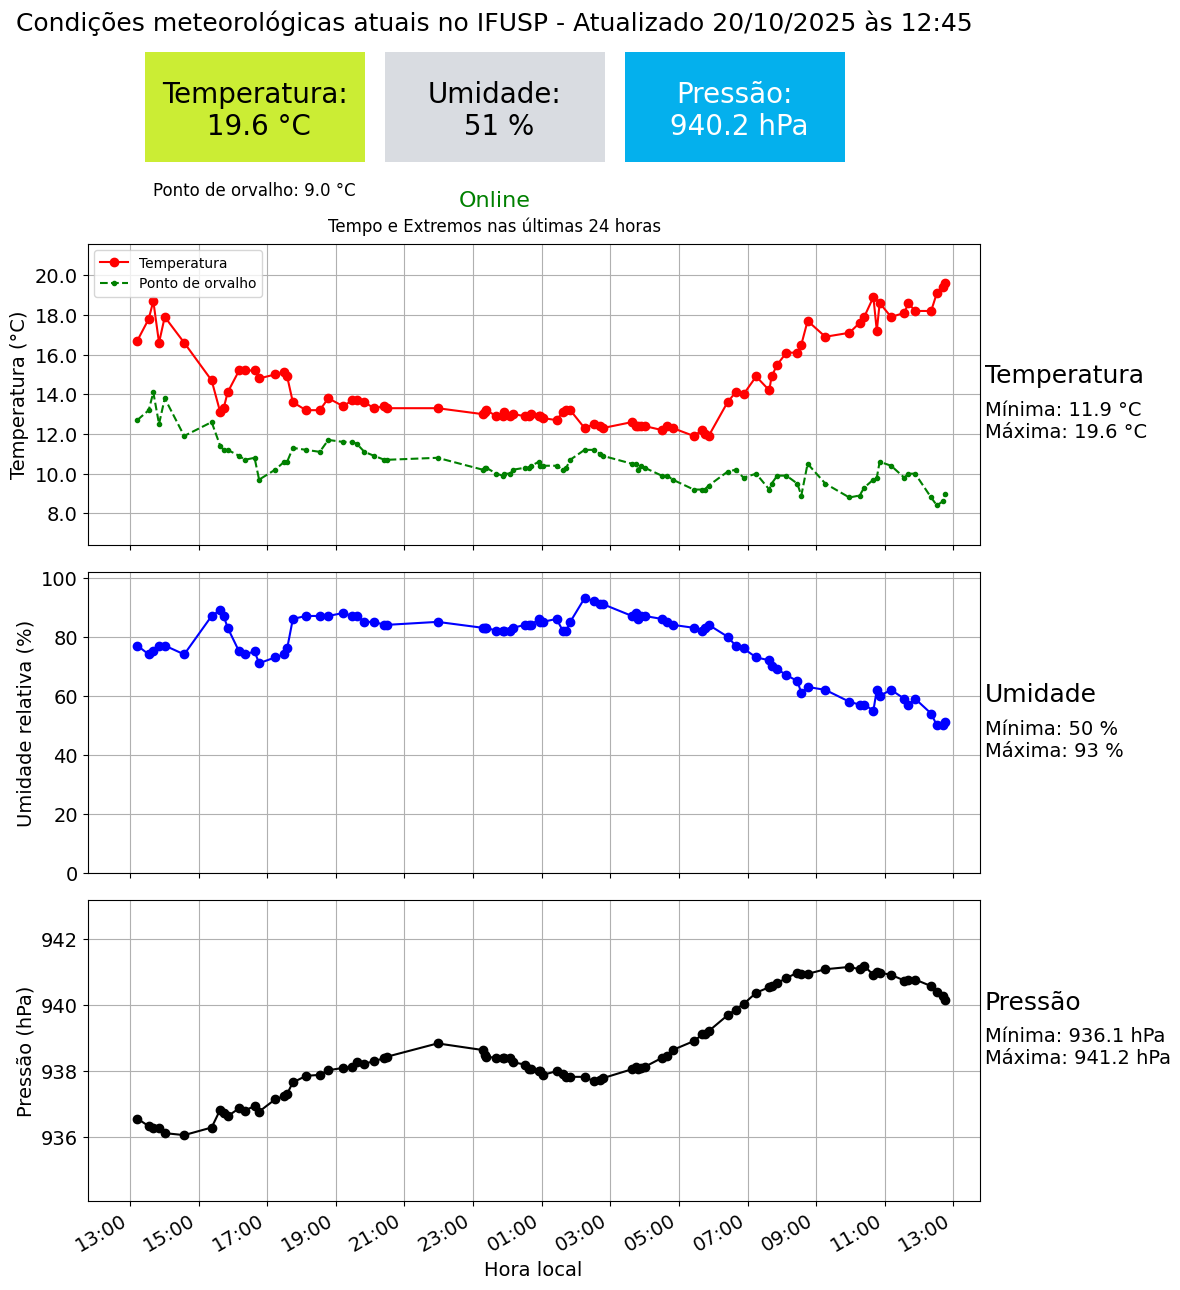 Condições meteorológicas atuais no IFUSP - Atualizado 20/10/2025 às 12:45
Temperatura:
19.6 °C
Umidade:
51 %
Pressão:
940.2 hPa
Ponto de orvalho: 9.0 °C
Online
Tempo e Extremos nas últimas 24 horas
Temperatura
Ponto de orvalho
Temperatura (°C)
20.0
18.0
16.0
14.0
12.0
10.0
8.0
Temperatura
Mínima: 11.9 °C
Máxima: 19.6 °C
Umidade relativa (%)
100
80
60
40
20
0
Umidade
Mínima: 50 %
Máxima: 93 %
Pressão (hPa)
942
940
938
936
Pressão
Mínima: 936.1 hPa
Máxima: 941.2 hPa
13:00 15:00 17:00 19:00 21:00 23:00 01:00 03:00 05:00 07:00 09:00 11:00 13:00
Hora local